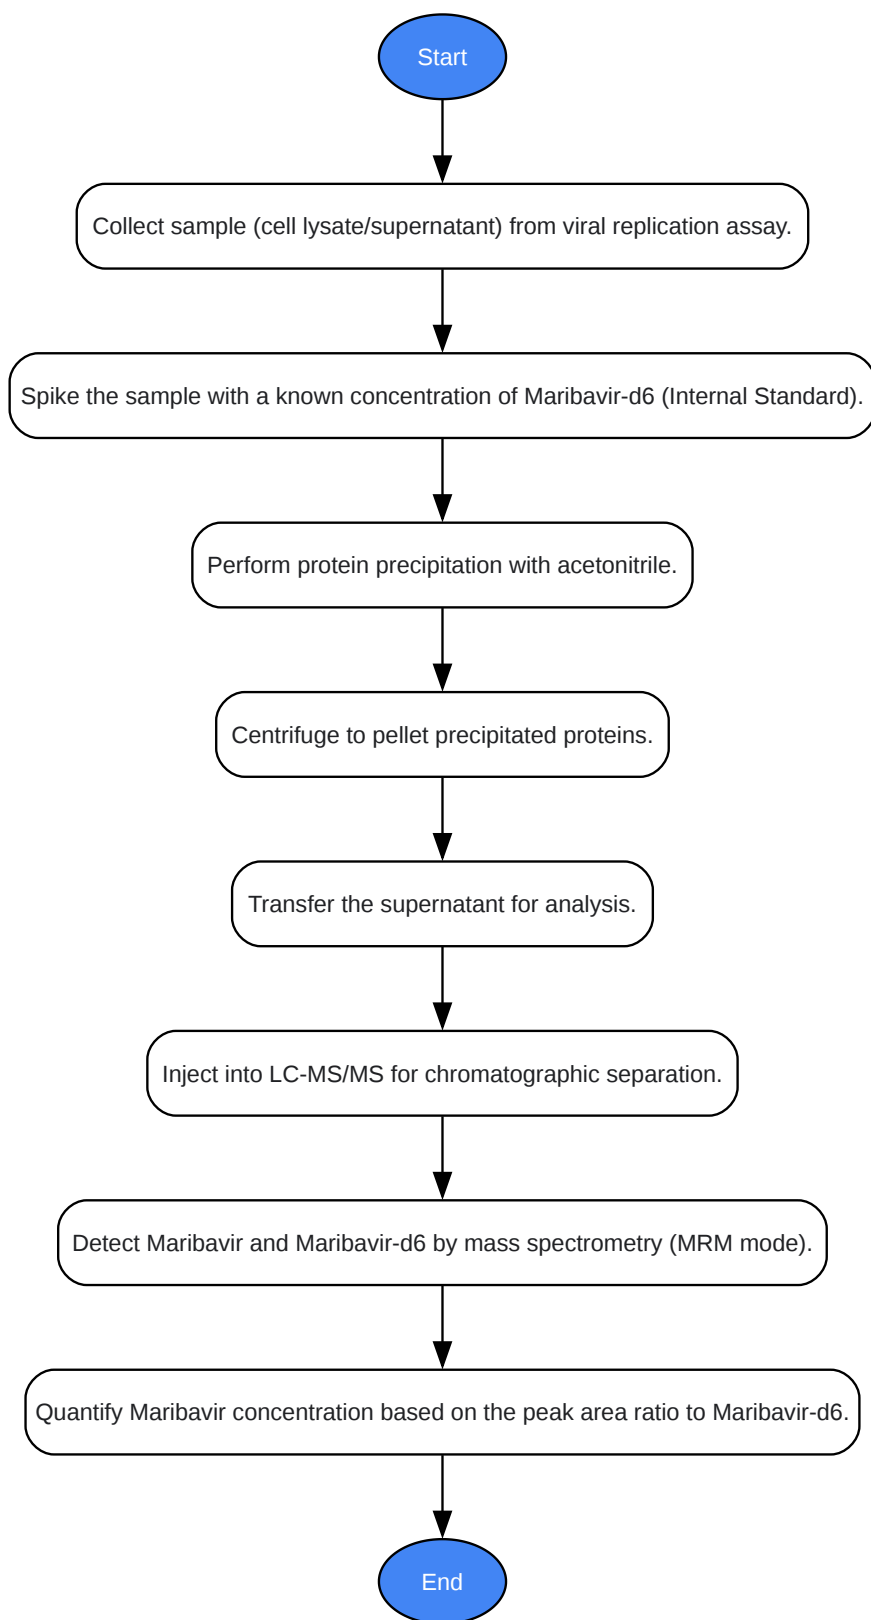 Start
Collect sample (cell lysate/supernatant) from viral replication assay.
Spike the sample with a known concentration of Maribavir-d6 (Internal Standard).
Perform protein precipitation with acetonitrile.
Centrifuge to pellet precipitated proteins.
Transfer the supernatant for analysis.
Inject into LC-MS/MS for chromatographic separation.
Detect Maribavir and Maribavir-d6 by mass spectrometry (MRM mode).
Quantify Maribavir concentration based on the peak area ratio to Maribavir-d6.
End